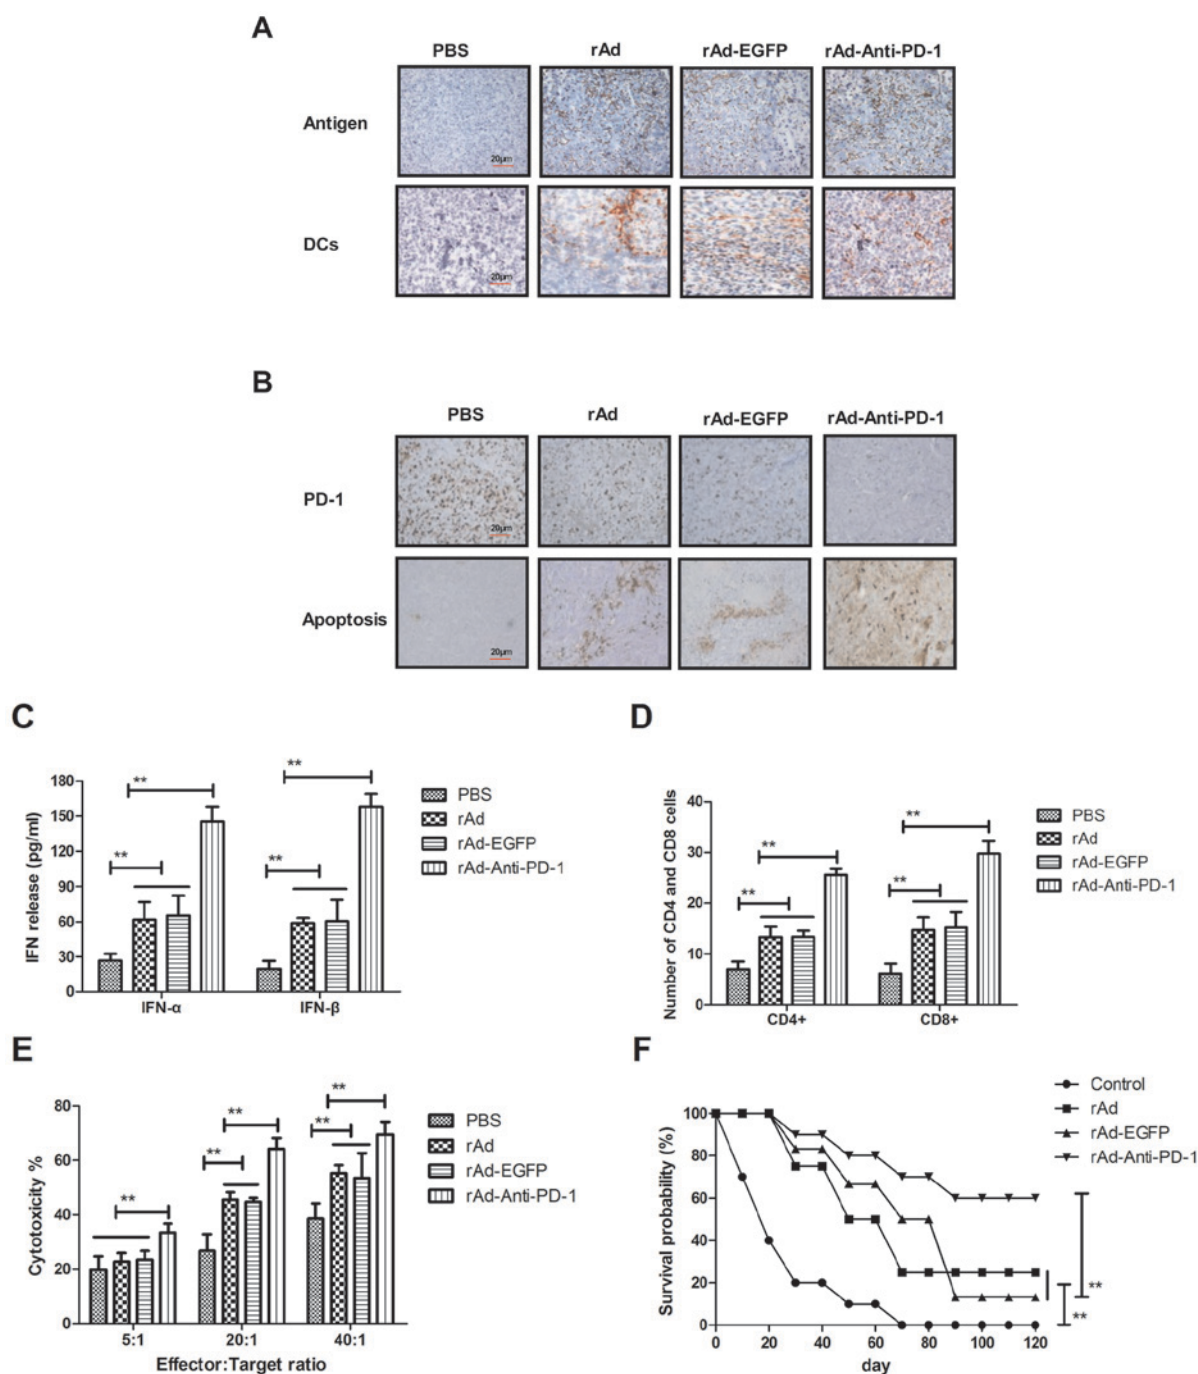 A
PBS rAd rAd-EGFP rAd-Anti-PD-1
Antigen
20µm
DCs
20µm
B
PBS rAd rAd-EGFP rAd-Anti-PD-1
PD-1
20µm
Apoptosis
20µm
C
IFN release (pg/ml)
180
150
120
90
60
30
0
** ** ** **
IFN-α IFN-β
PBS
rAd
rAd-EGFP
rAd-Anti-PD-1
D
Number of CD4 and CD8 cells
40
30
20
10
0
** ** ** **
CD4+ CD8+
PBS
rAd
rAd-EGFP
rAd-Anti-PD-1
E
Cytotoxicity %
80
60
40
20
0
** ** ** ** **
5:1 20:1 40:1
Effector:Target ratio
PBS
rAd
rAd-EGFP
rAd-Anti-PD-1
F
Control
rAd
rAd-EGFP
rAd-Anti-PD-1
Survival probability (%)
100
80
60
40
20
0
**
**
0 20 40 60 80 100 120
day